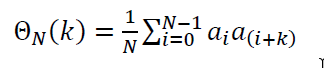 Θ_N(k) = \frac{1}{N} \sum_{i=0}^{N-1} a_i a_{(i+k)}